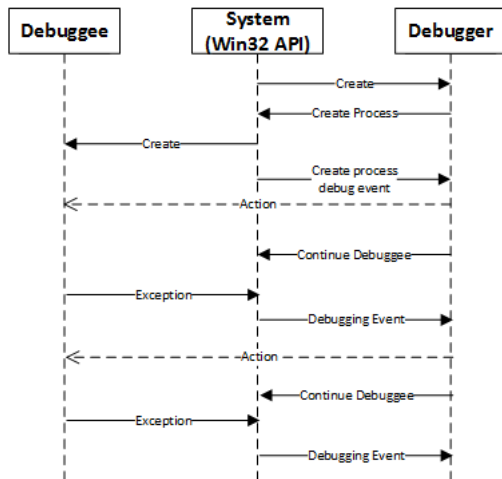 Debuggee
System
(Win32 API)
Debugger
Create
Create Process
Create
Create process
debug event
Action
Continue Debuggee
Exception
Debugging Event
Action
Continue Debuggee
Exception
Debugging Event